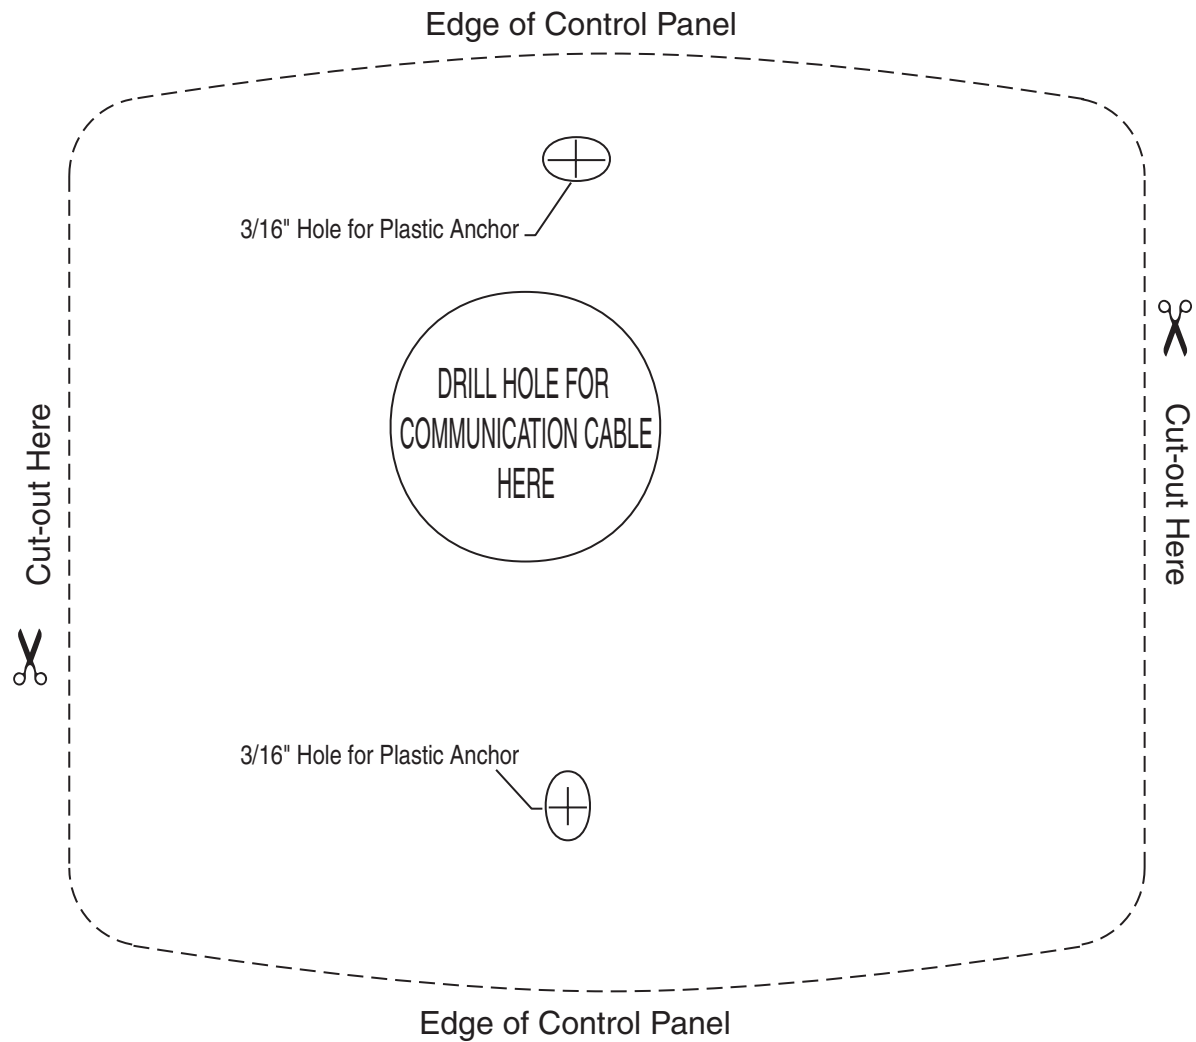 Edge of Control Panel
3/16" Hole for Plastic Anchor
DRILL HOLE FOR
COMMUNICATION CABLE
HERE
Cut-out Here
Cut-out Here
3/16" Hole for Plastic Anchor
Edge of Control Panel